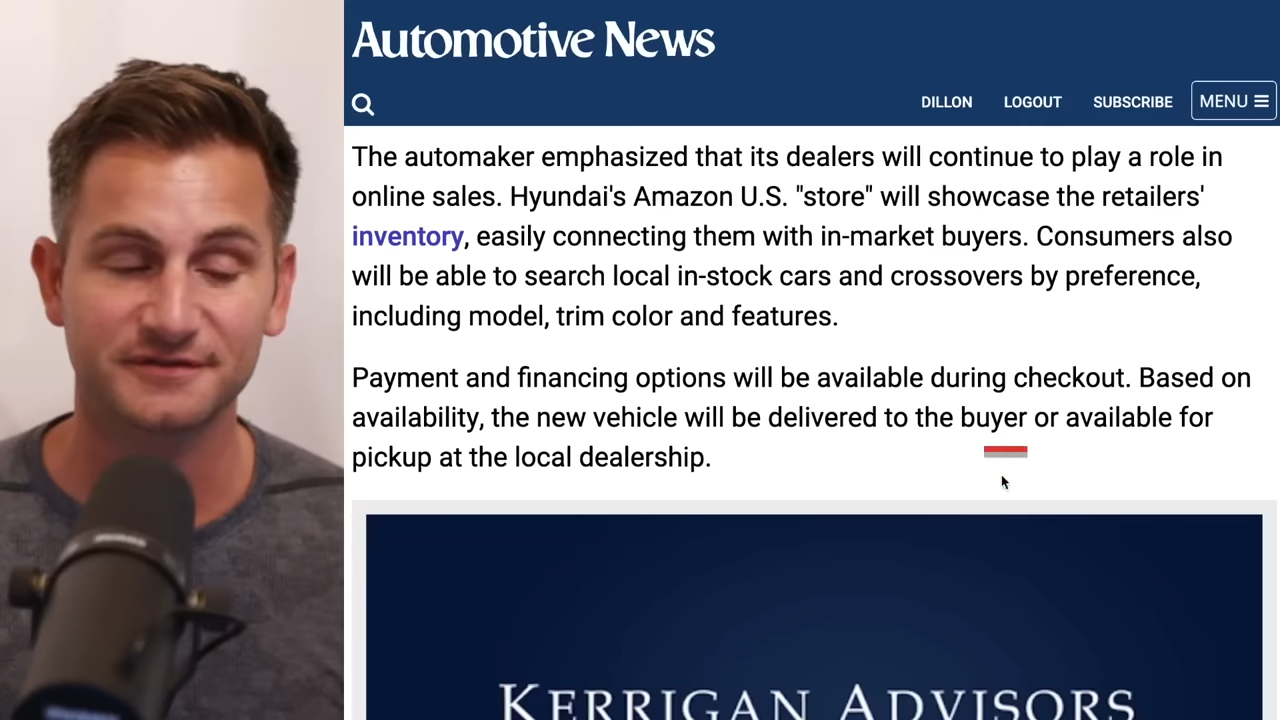 Automotive News
DILLON LOGOUT SUBSCRIBE MENU
The automaker emphasized that its dealers will continue to play a role in
online sales. Hyundai's Amazon U.S. "store" will showcase the retailers'
inventory, easily connecting them with in-market buyers. Consumers also
will be able to search local in-stock cars and crossovers by preference,
including model, trim color and features.
Payment and financing options will be available during checkout. Based on
availability, the new vehicle will be delivered to the buyer or available for
pickup at the local dealership.
KERRIGAN ADVISORS